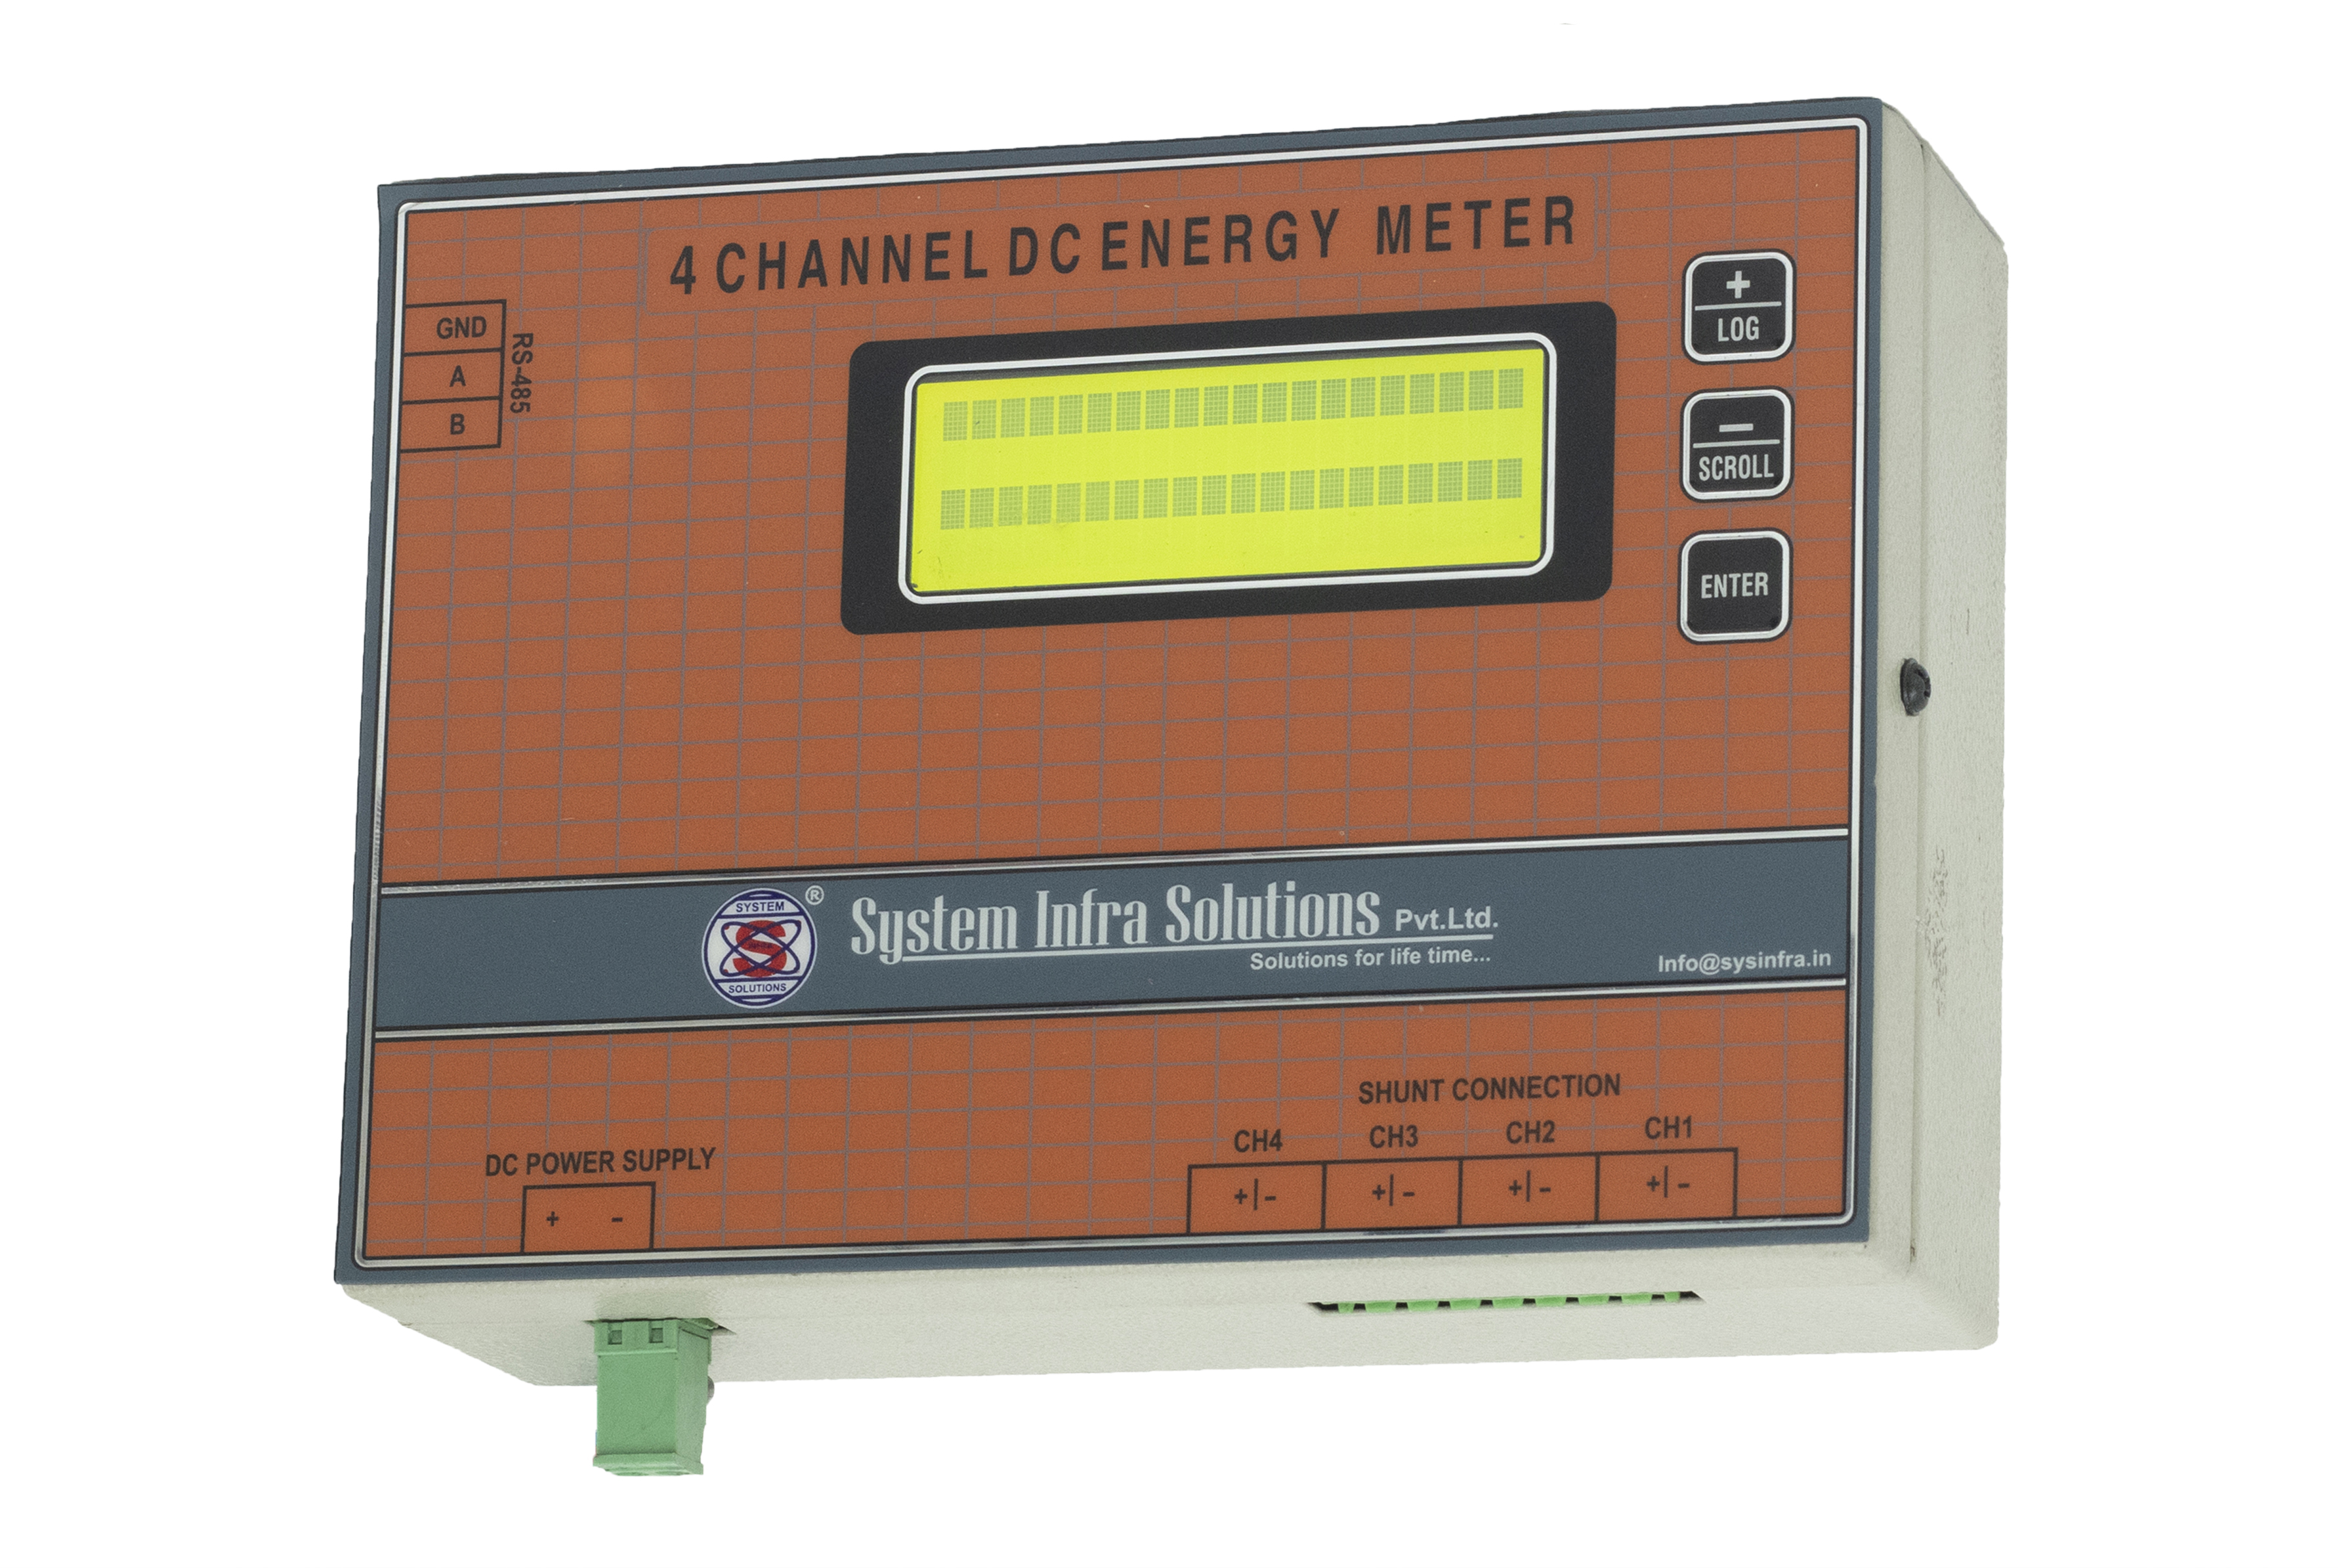 4 CHANNEL DC ENERGY METER
GND
A
B
RS-485
+
LOG
−
SCROLL
ENTER
SYSTEM
SOLUTIONS
®
System Infra Solutions Pvt.Ltd.
Solutions for life time...
Info@sysinfra.in
DC POWER SUPPLY
+ -
SHUNT CONNECTION
CH4 CH3 CH2 CH1
+|- +|- +|- +|-